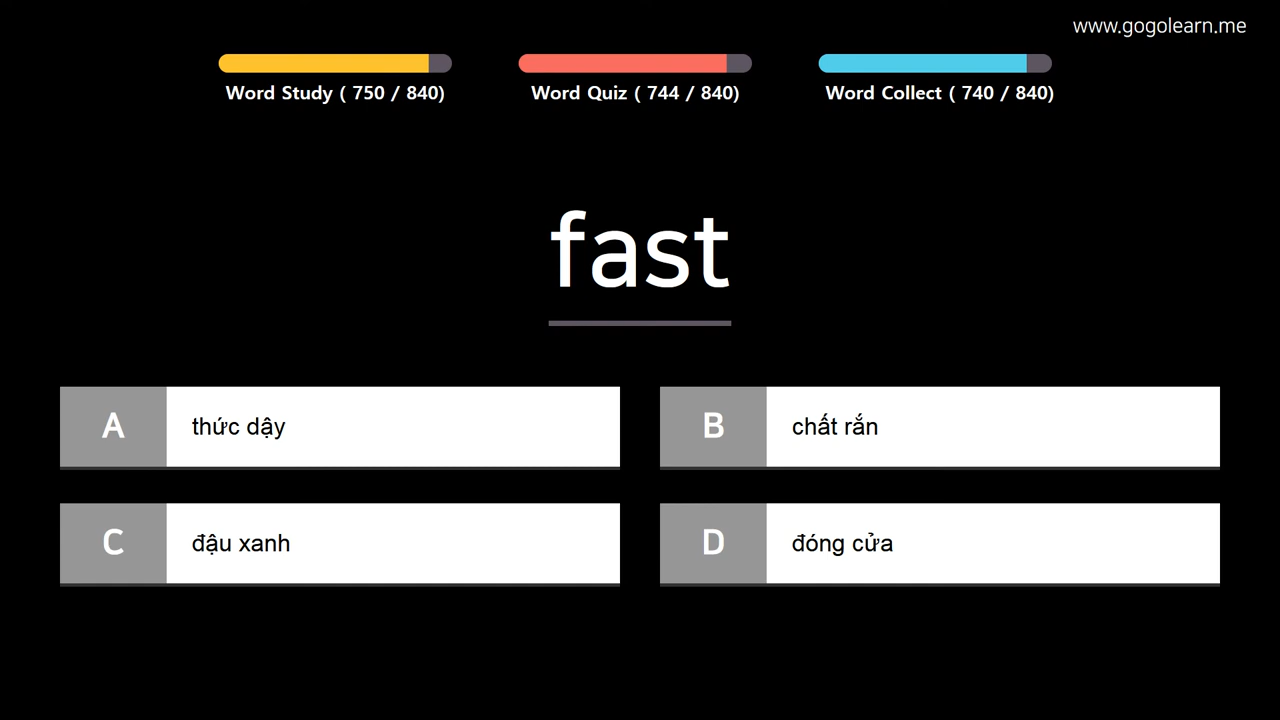 www.gogolearn.me
Word Study ( 750 / 840)
Word Quiz ( 744 / 840)
Word Collect ( 740 / 840)
fast
A
thức dậy
B
chất rắn
C
đậu xanh
D
đóng cửa